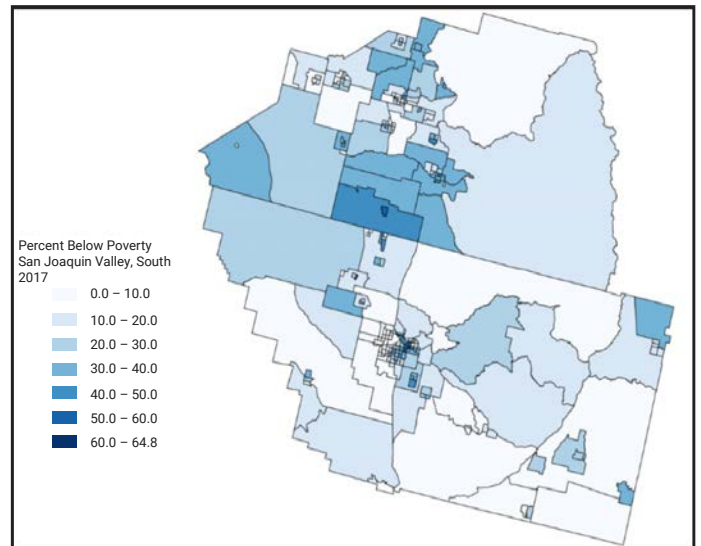 Percent Below Poverty
San Joaquin Valley, South
2017
0.0 – 10.0
10.0 – 20.0
20.0 – 30.0
30.0 – 40.0
40.0 – 50.0
50.0 – 60.0
60.0 – 64.8